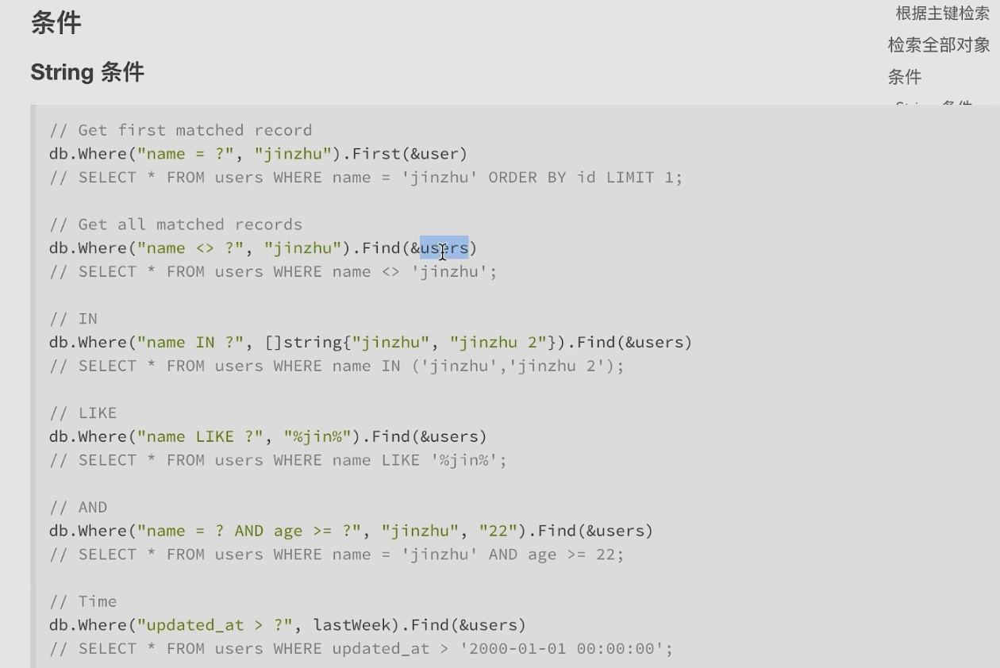 条件
String 条件
// Get first matched record
db.Where("name = ?", "jinzhu").First(&user)
// SELECT * FROM users WHERE name = 'jinzhu' ORDER BY id LIMIT 1;
// Get all matched records
db.Where("name <> ?", "jinzhu").Find(&users)
// SELECT * FROM users WHERE name <> 'jinzhu';
// IN
db.Where("name IN ?", []string{"jinzhu", "jinzhu 2"}).Find(&users)
// SELECT * FROM users WHERE name IN ('jinzhu','jinzhu 2');
// LIKE
db.Where("name LIKE ?", "%jin%").Find(&users)
// SELECT * FROM users WHERE name LIKE '%jin%';
// AND
db.Where("name = ? AND age >= ?", "jinzhu", "22").Find(&users)
// SELECT * FROM users WHERE name = 'jinzhu' AND age >= 22;
// Time
db.Where("updated_at > ?", lastWeek).Find(&users)
// SELECT * FROM users WHERE updated_at > '2000-01-01 00:00:00';
根据主键检索
检索全部对象
条件